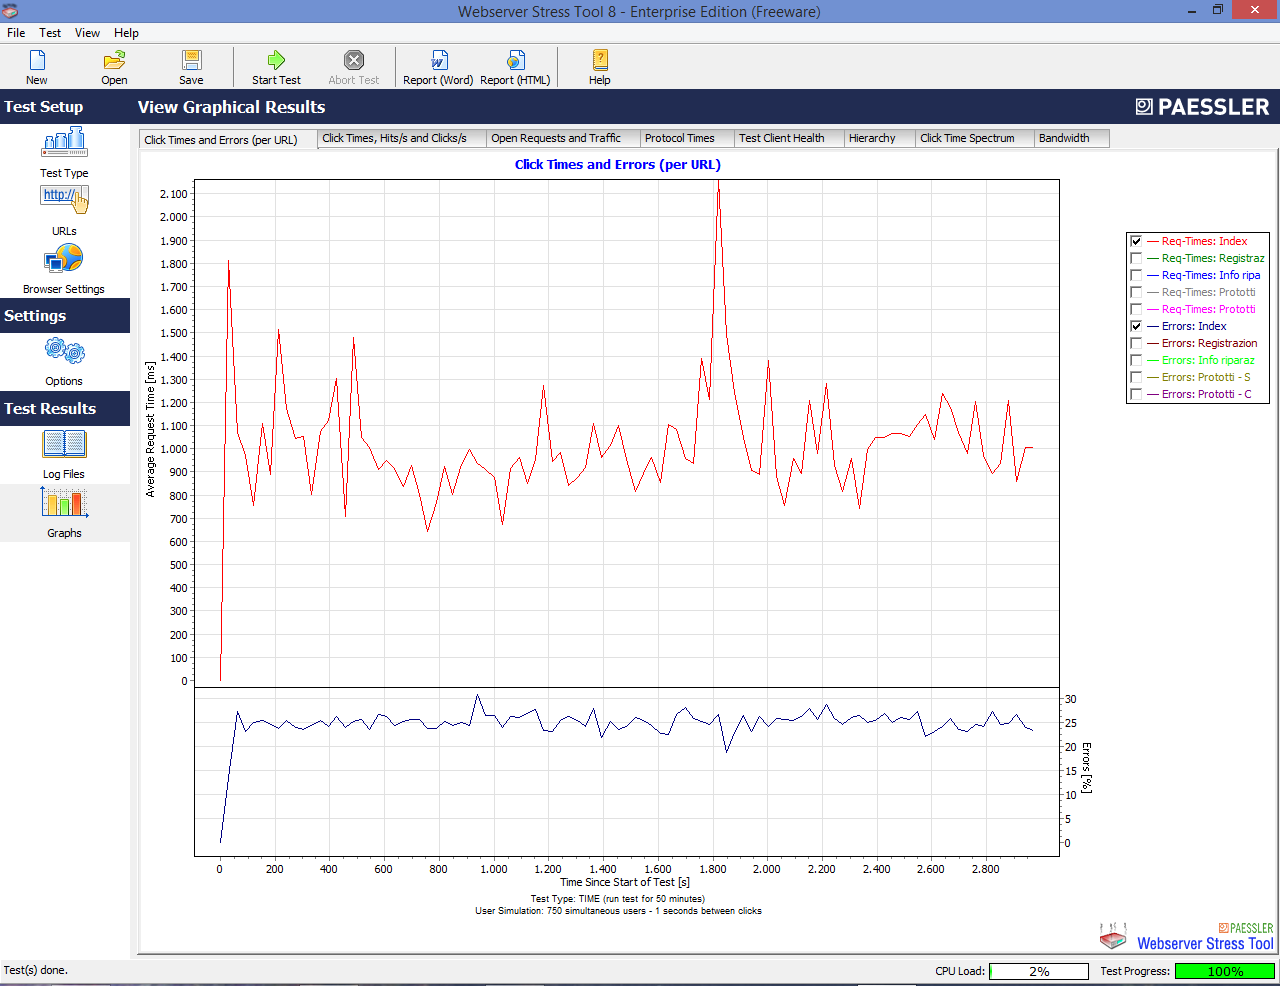 Webserver Stress Tool 8 - Enterprise Edition (Freeware)
File Test View Help
New Open Save Start Test Abort Test Report (Word) Report (HTML) Help
Test Setup
View Graphical Results
PAESSLER
Test Type
http://
URLs
Browser Settings
Settings
Options
Test Results
Log Files
Graphs
Click Times and Errors (per URL) Click Times, Hits/s and Clicks/s Open Requests and Traffic Protocol Times Test Client Health Hierarchy Click Time Spectrum Bandwidth
Click Times and Errors (per URL)
2.100
2.000
1.900
1.800
1.700
1.600
1.500
1.400
1.300
1.200
1.100
1.000
900
800
700
600
500
400
300
200
100
0
Average Request Time [ms]
30
25
20
15
10
5
0
Errors [%]
0 200 400 600 800 1.000 1.200 1.400 1.600 1.800 2.000 2.200 2.400 2.600 2.800
Time Since Start of Test [s]
Test Type: TIME (run test for 50 minutes)
User Simulation: 750 simultaneous users - 1 seconds between clicks
Req-Times: Index
Req-Times: Registraz
Req-Times: Info ripa
Req-Times: Prototti
Req-Times: Prototti
Errors: Index
Errors: Registrazion
Errors: Info riparaz
Errors: Prototti - S
Errors: Prototti - C
PAESSLER
Webserver Stress Tool
Test(s) done.
CPU Load: 2% Test Progress: 100%